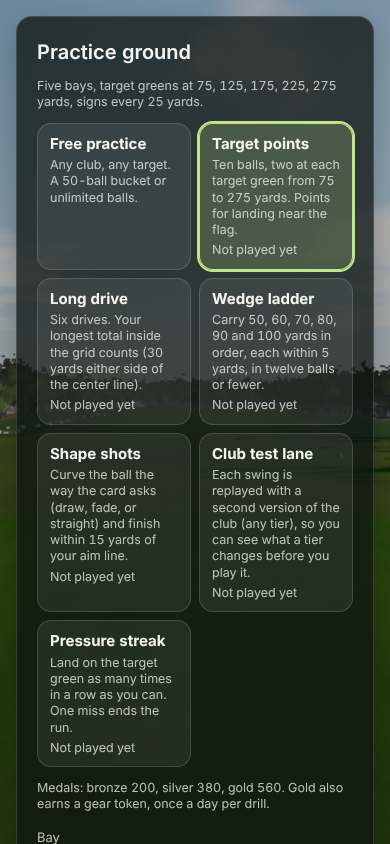 Practice ground
Five bays, target greens at 75, 125, 175, 225, 275
yards, signs every 25 yards.
Free practice
Any club, any target.
A 50-ball bucket or
unlimited balls.
Target points
Ten balls, two at each
target green from 75
to 275 yards. Points
for landing near the
flag.
Not played yet
Long drive
Six drives. Your
longest total inside
the grid counts (30
yards either side of
the center line).
Not played yet
Wedge ladder
Carry 50, 60, 70, 80,
90 and 100 yards in
order, each within 5
yards, in twelve balls
or fewer.
Not played yet
Shape shots
Curve the ball the
way the card asks
(draw, fade, or
straight) and finish
within 15 yards of
your aim line.
Not played yet
Club test lane
Each swing is
replayed with a
second version of the
club (any tier), so you
can see what a tier
changes before you
play it.
Not played yet
Pressure streak
Land on the target
green as many times
in a row as you can.
One miss ends the
run.
Not played yet
Medals: bronze 200, silver 380, gold 560. Gold also
earns a gear token, once a day per drill.
Bay